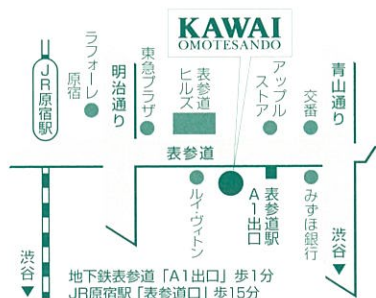 KAWAI
OMOTESANDO
JR原宿駅
ラフォーレ
原宿
明治通り
東急プラザ
表参道
ヒルズ
アップル
ストア
交番
青山通り
表参道
ルイ・ヴィトン
表参道駅
A1出口
みずほ銀行
渋谷
渋谷
地下鉄表参道「A1出口」歩1分
JR原宿駅「表参道口」歩15分